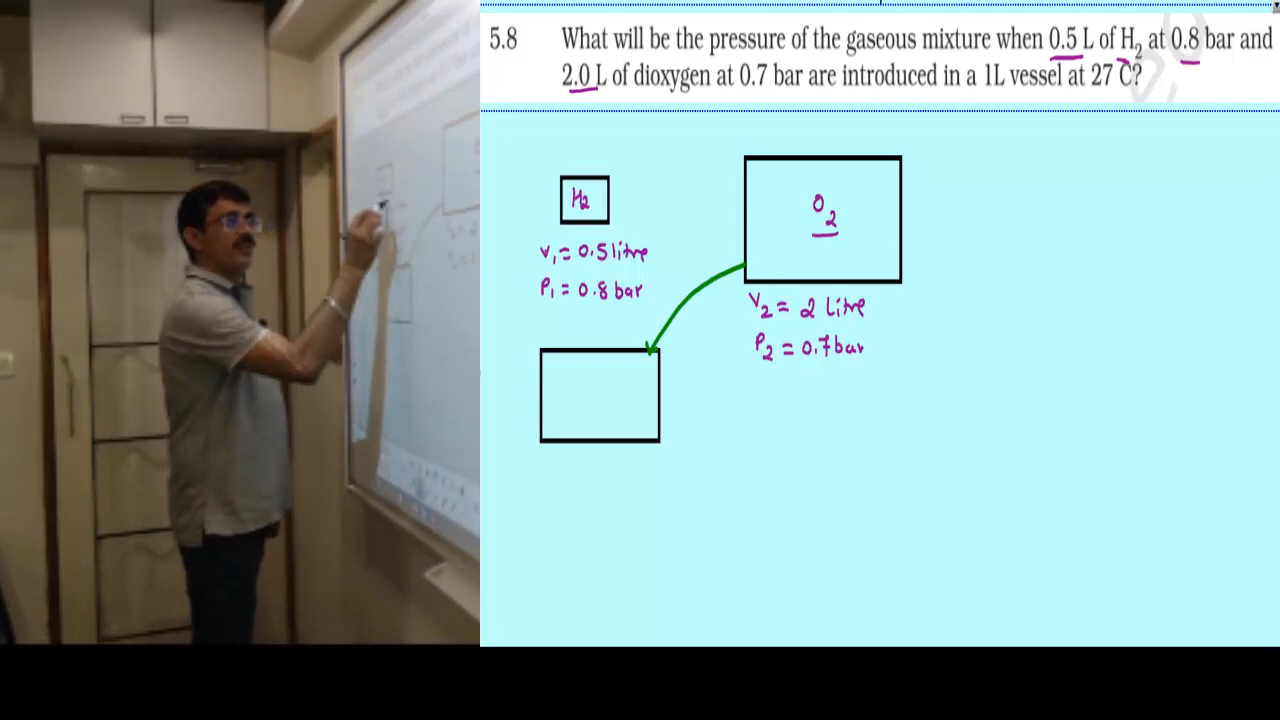 5.8 What will be the pressure of the gaseous mixture when 0.5 L of H2 at 0.8 bar and
2.0 L of dioxygen at 0.7 bar are introduced in a 1L vessel at 27 C?
H2
V1 = 0.5 litre
P1 = 0.8 bar
O2
V2 = 2 Litre
P2 = 0.7 bar